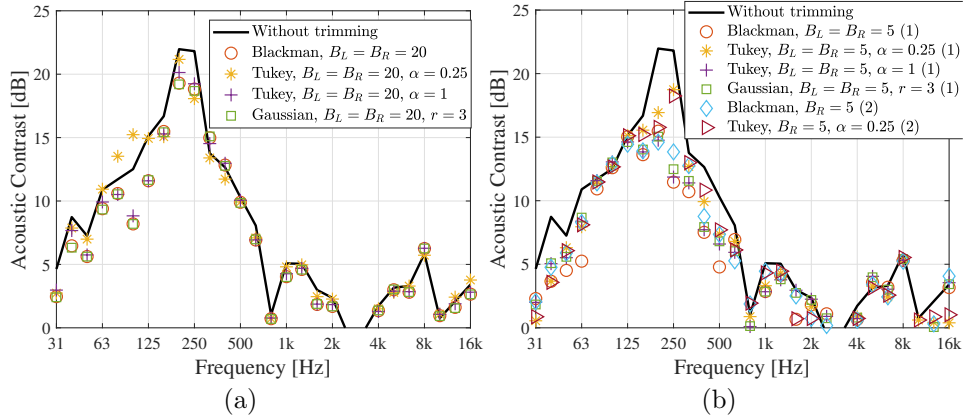 Without trimming
Blackman, B_L = B_R = 20
Tukey, B_L = B_R = 20, α = 0.25
Tukey, B_L = B_R = 20, α = 1
Gaussian, B_L = B_R = 20, r = 3
Acoustic Contrast [dB]
25
20
15
10
5
0
31 63 125 250 500 1k 2k 4k 8k 16k
Frequency [Hz]
(a)
Without trimming
Blackman, B_L = B_R = 5 (1)
Tukey, B_L = B_R = 5, α = 0.25 (1)
Tukey, B_L = B_R = 5, α = 1 (1)
Gaussian, B_L = B_R = 5, r = 3 (1)
Blackman, B_R = 5 (2)
Tukey, B_R = 5, α = 0.25 (2)
Acoustic Contrast [dB]
25
20
15
10
5
0
31 63 125 250 500 1k 2k 4k 8k 16k
Frequency [Hz]
(b)